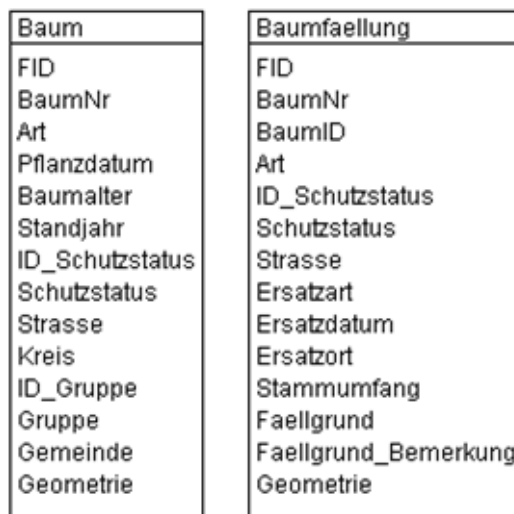 Baum
FID
BaumNr
Art
Pflanzdatum
Baumalter
Standjahr
ID_Schutzstatus
Schutzstatus
Strasse
Kreis
ID_Gruppe
Gruppe
Gemeinde
Geometrie
Baumfaellung
FID
BaumNr
BaumID
Art
ID_Schutzstatus
Schutzstatus
Strasse
Ersatzart
Ersatzdatum
Ersatzort
Stammumfang
Faellgrund
Faellgrund_Bemerkung
Geometrie